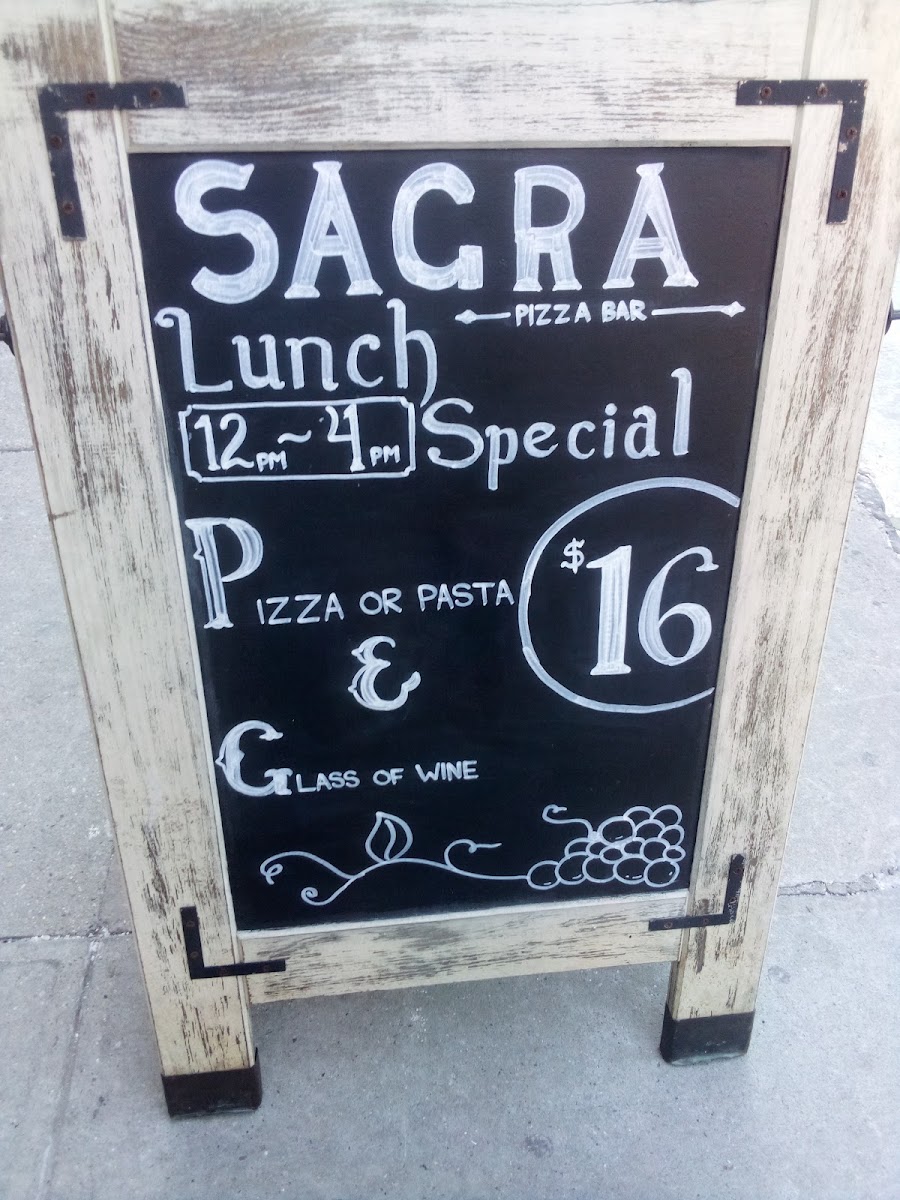 SAGRA
PIZZA BAR
Lunch
12PM~4PM Special
PIZZA OR PASTA $16
&
GLASS OF WINE